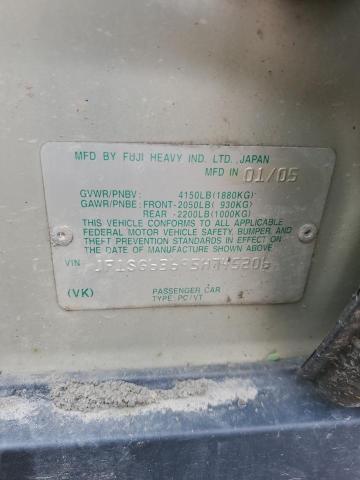 MFD BY FUJI HEAVY IND. LTD. JAPAN
MFD IN 01/05
GVWR/PNBV: 4150LB(1880KG)
GAWR/PNBE: FRONT-2050LB( 930KG)
REAR -2200LB(1000KG)
THIS VEHICLE CONFORMS TO ALL APPLICABLE
FEDERAL MOTOR VEHICLE SAFETY, BUMPER, AND
THEFT PREVENTION STANDARDS IN EFFECT ON
THE DATE OF MANUFACTURE SHOWN ABOVE.
VIN
(VK)
PASSENGER CAR
TYPE: PC/VT